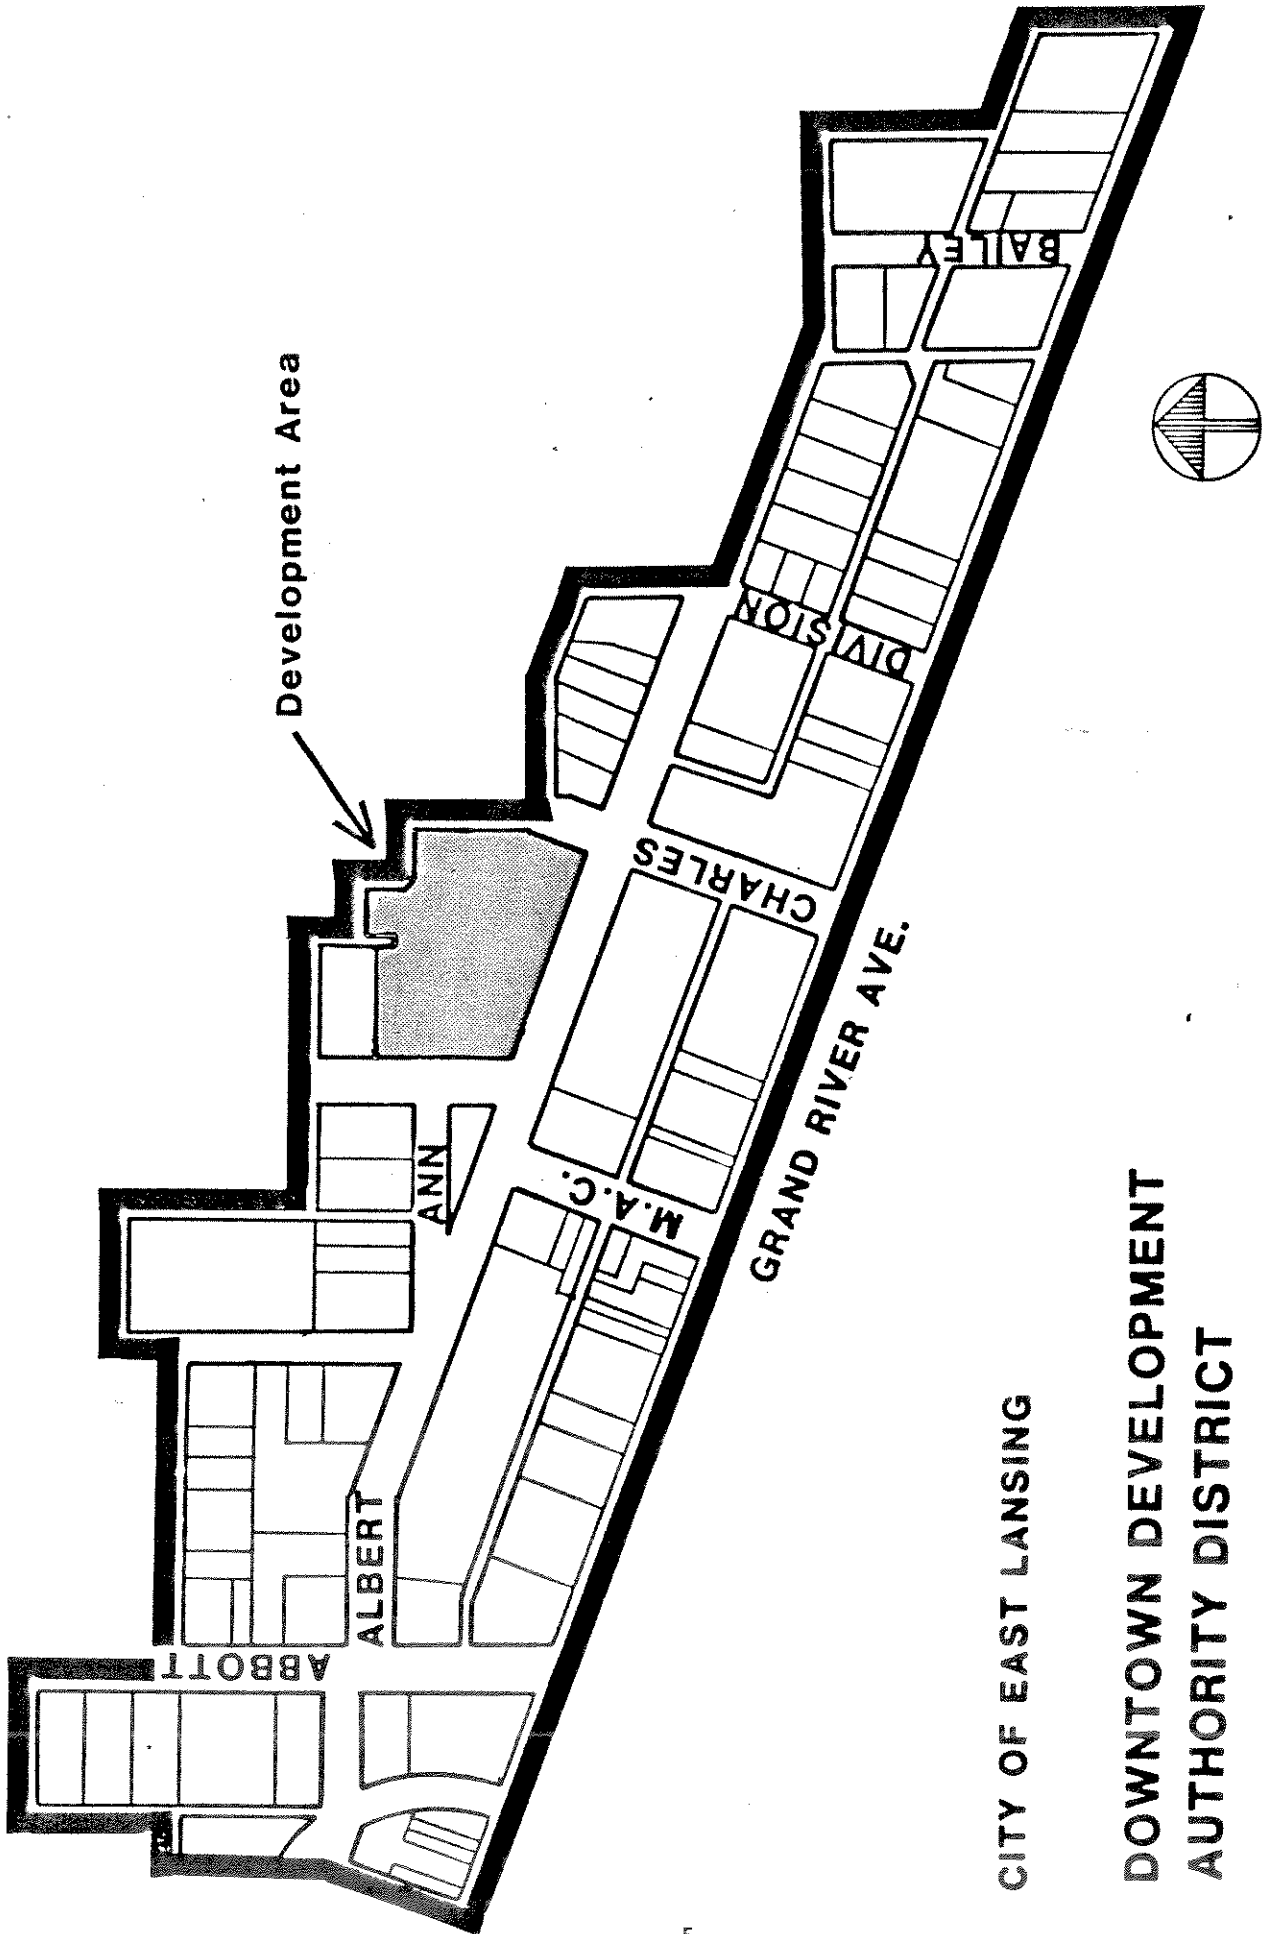 Development Area
ABBOTT
ALBERT
ANN
M.A.C.
CHARLES
DIVISION
BAILEY
GRAND RIVER AVE.
CITY OF EAST LANSING
DOWNTOWN DEVELOPMENT
AUTHORITY DISTRICT